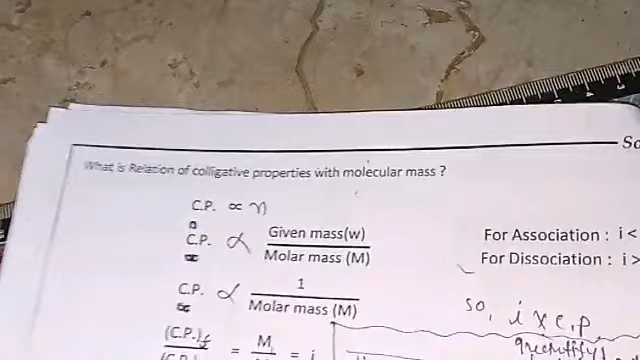 So
What is Relation of colligative properties with molecular mass ?
C.P. ∝ n
C.P. ∝ Given mass(w) / Molar mass (M)
For Association : i <
For Dissociation : i >
C.P. ∝ 1 / Molar mass (M)
so, i ∝ C.P
(C.P.)f / = M₁ / = i